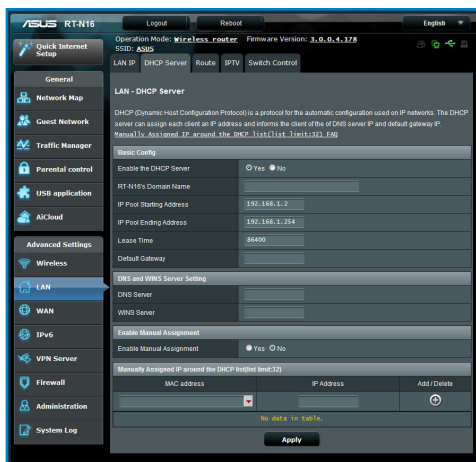 ASUS RT-N16
Logout
Reboot
English
Quick Internet Setup
Operation Mode: Wireless router Firmware Version: 3.0.0.4.178
SSID: ASUS
LAN IP
DHCP Server
Route
IPTV
Switch Control
General
Network Map
Guest Network
Traffic Manager
Parental control
USB application
AiCloud
Advanced Settings
Wireless
LAN
WAN
IPv6
VPN Server
Firewall
Administration
System Log
LAN - DHCP Server
DHCP (Dynamic Host Configuration Protocol) is a protocol for the automatic configuration used on IP networks. The DHCP
server can assign each client an IP address and informs the client of the of DNS server IP and default gateway IP.
Manually Assigned IP around the DHCP list(list limit:32) FAQ
Basic Config
Enable the DHCP Server Yes No
RT-N16's Domain Name
IP Pool Starting Address 192.168.1.2
IP Pool Ending Address 192.168.1.254
Lease Time 86400
Default Gateway
DNS and WINS Server Setting
DNS Server
WINS Server
Enable Manual Assignment
Enable Manual Assignment Yes No
Manually Assigned IP around the DHCP list(list limit:32)
MAC address IP Address Add / Delete
No data in table.
Apply